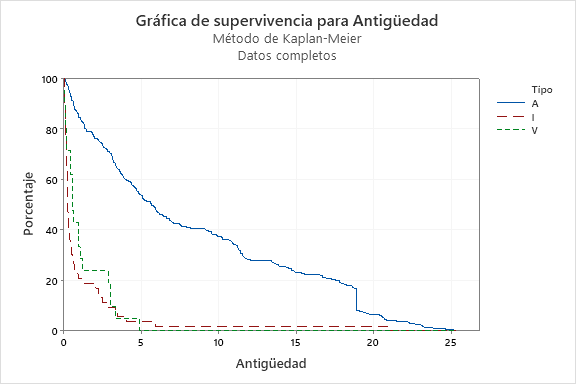 Gráfica de supervivencia para Antigüedad
Método de Kaplan-Meier
Datos completos
Tipo
A
I
V
100
80
60
40
20
0
Porcentaje
0 5 10 15 20 25
Antigüedad